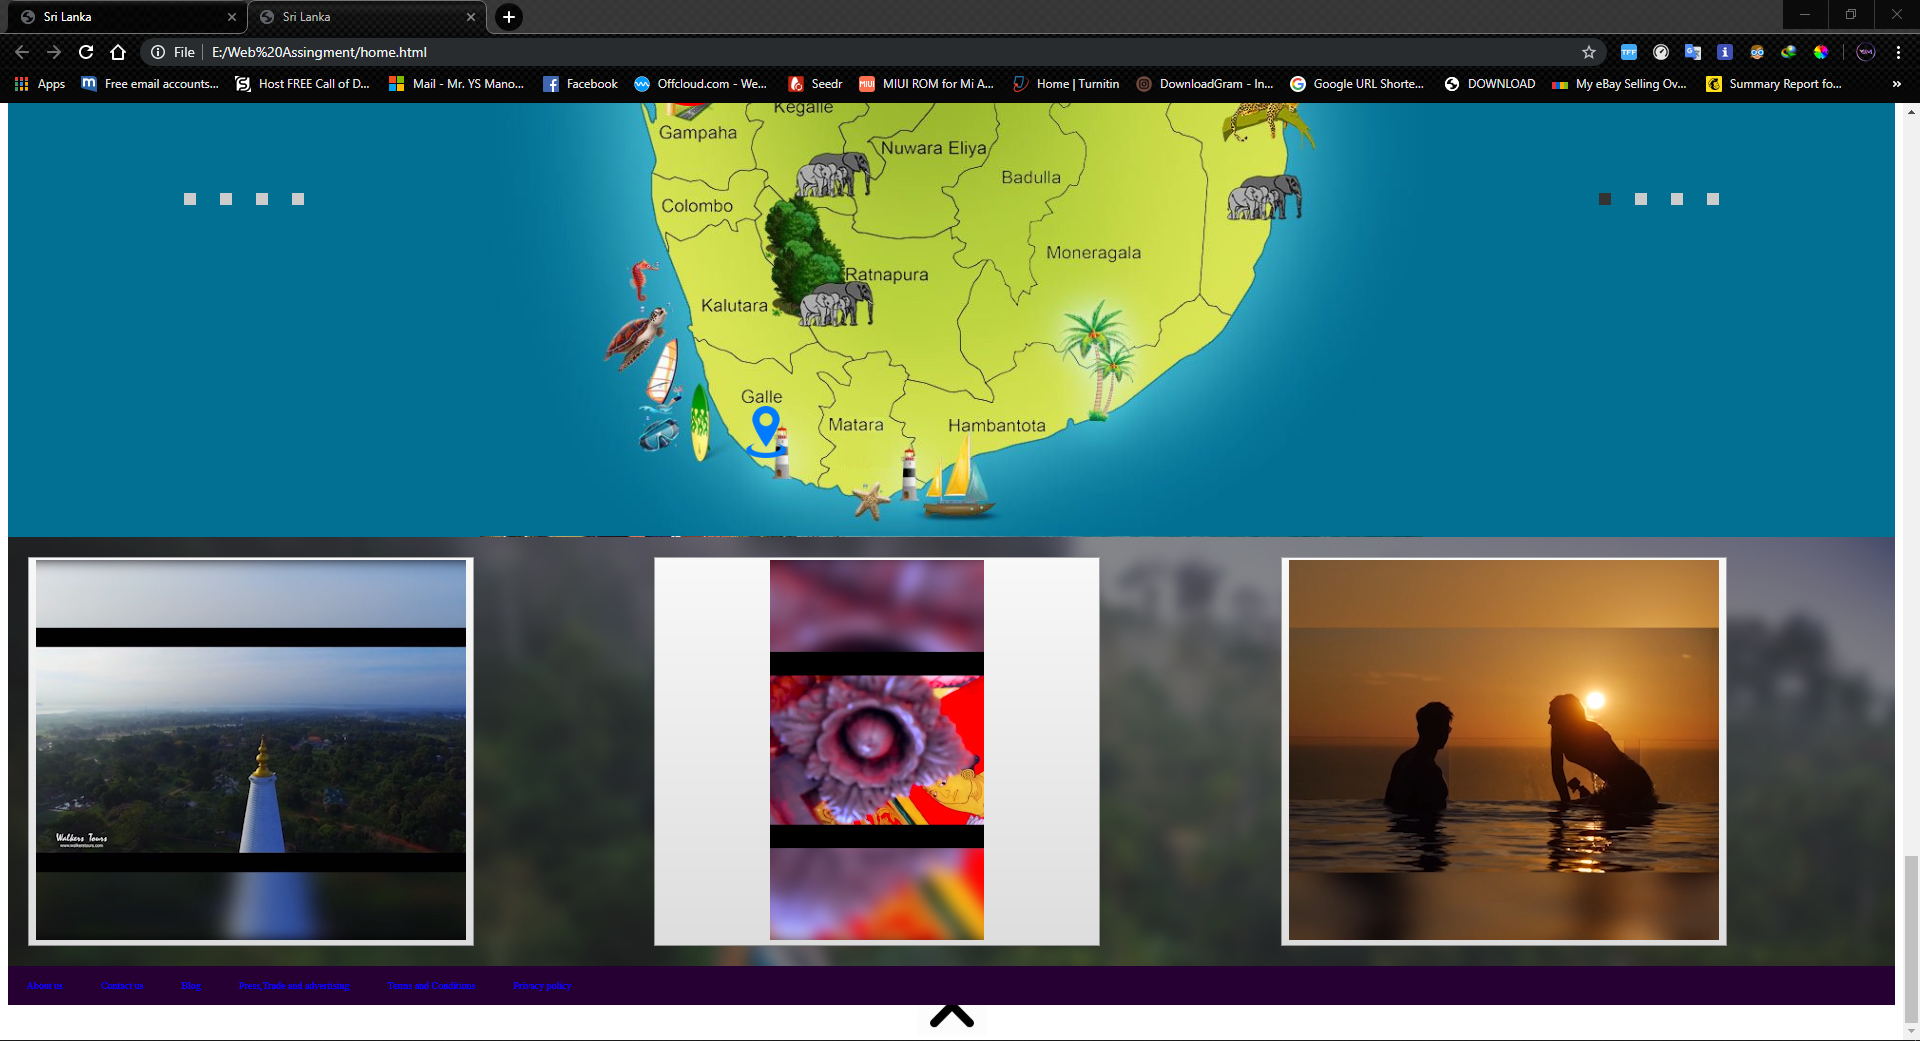 Sri Lanka
Sri Lanka
File
E:/Web%20Assingment/home.html
Apps
Free email accounts...
Host FREE Call of D...
Mail - Mr. YS Mano...
Facebook
Offcloud.com - We...
Seedr
MIUI ROM for Mi A...
Home | Turnitin
DownloadGram - In...
Google URL Shorte...
DOWNLOAD
My eBay Selling Ov...
Summary Report fo...
»
Kegalle
Gampaha
Nuwara Eliya
Badulla
Colombo
Moneragala
Ratnapura
Kalutara
Galle
Matara
Hambantota
Walkers Tours
www.walkerstours.com
About us
Contact us
Blog
Press,Trade and advertising
Terms and Conditions
Privacy policy